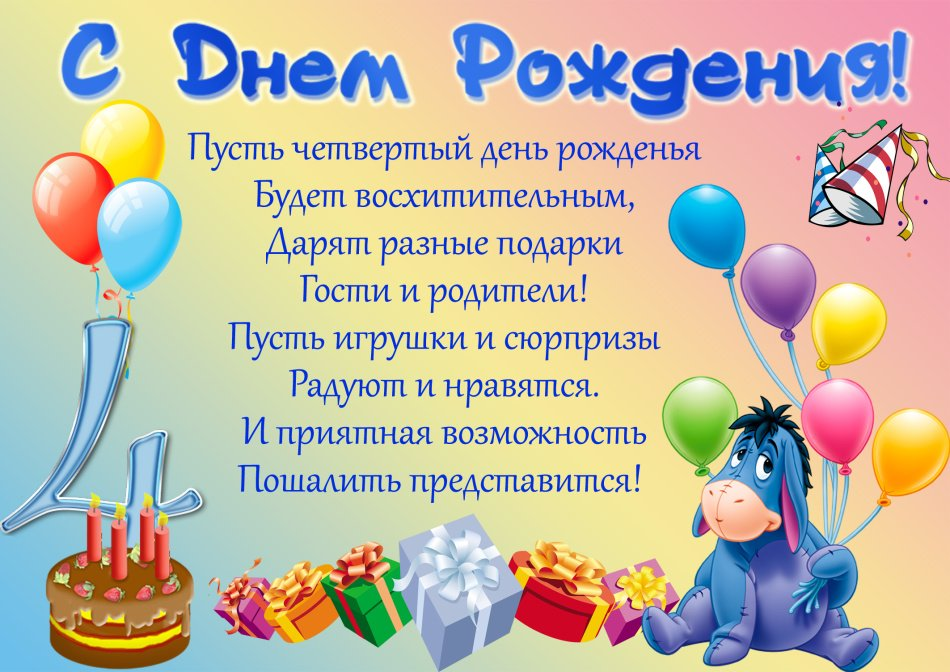 С Днем Рождения!
Пусть четвертый день рожденья
Будет восхитительным,
Дарят разные подарки
Гости и родители!
Пусть игрушки и сюрпризы
Радуют и нравятся.
И приятная возможность
Пошалить представится!
4